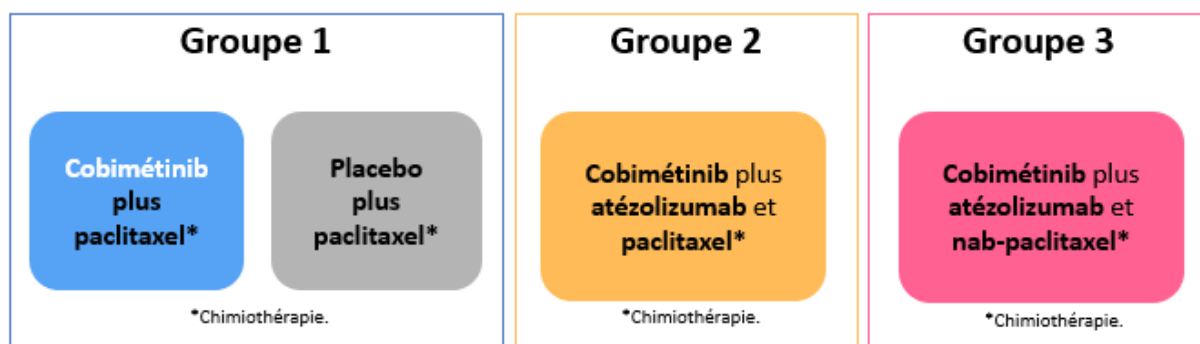 Groupe 1
Cobimétinib
plus
paclitaxel*
Placebo
plus
paclitaxel*
*Chimiothérapie.
Groupe 2
Cobimétinib plus
atézolizumab et
paclitaxel*
*Chimiothérapie.
Groupe 3
Cobimétinib plus
atézolizumab et
nab-paclitaxel*
*Chimiothérapie.